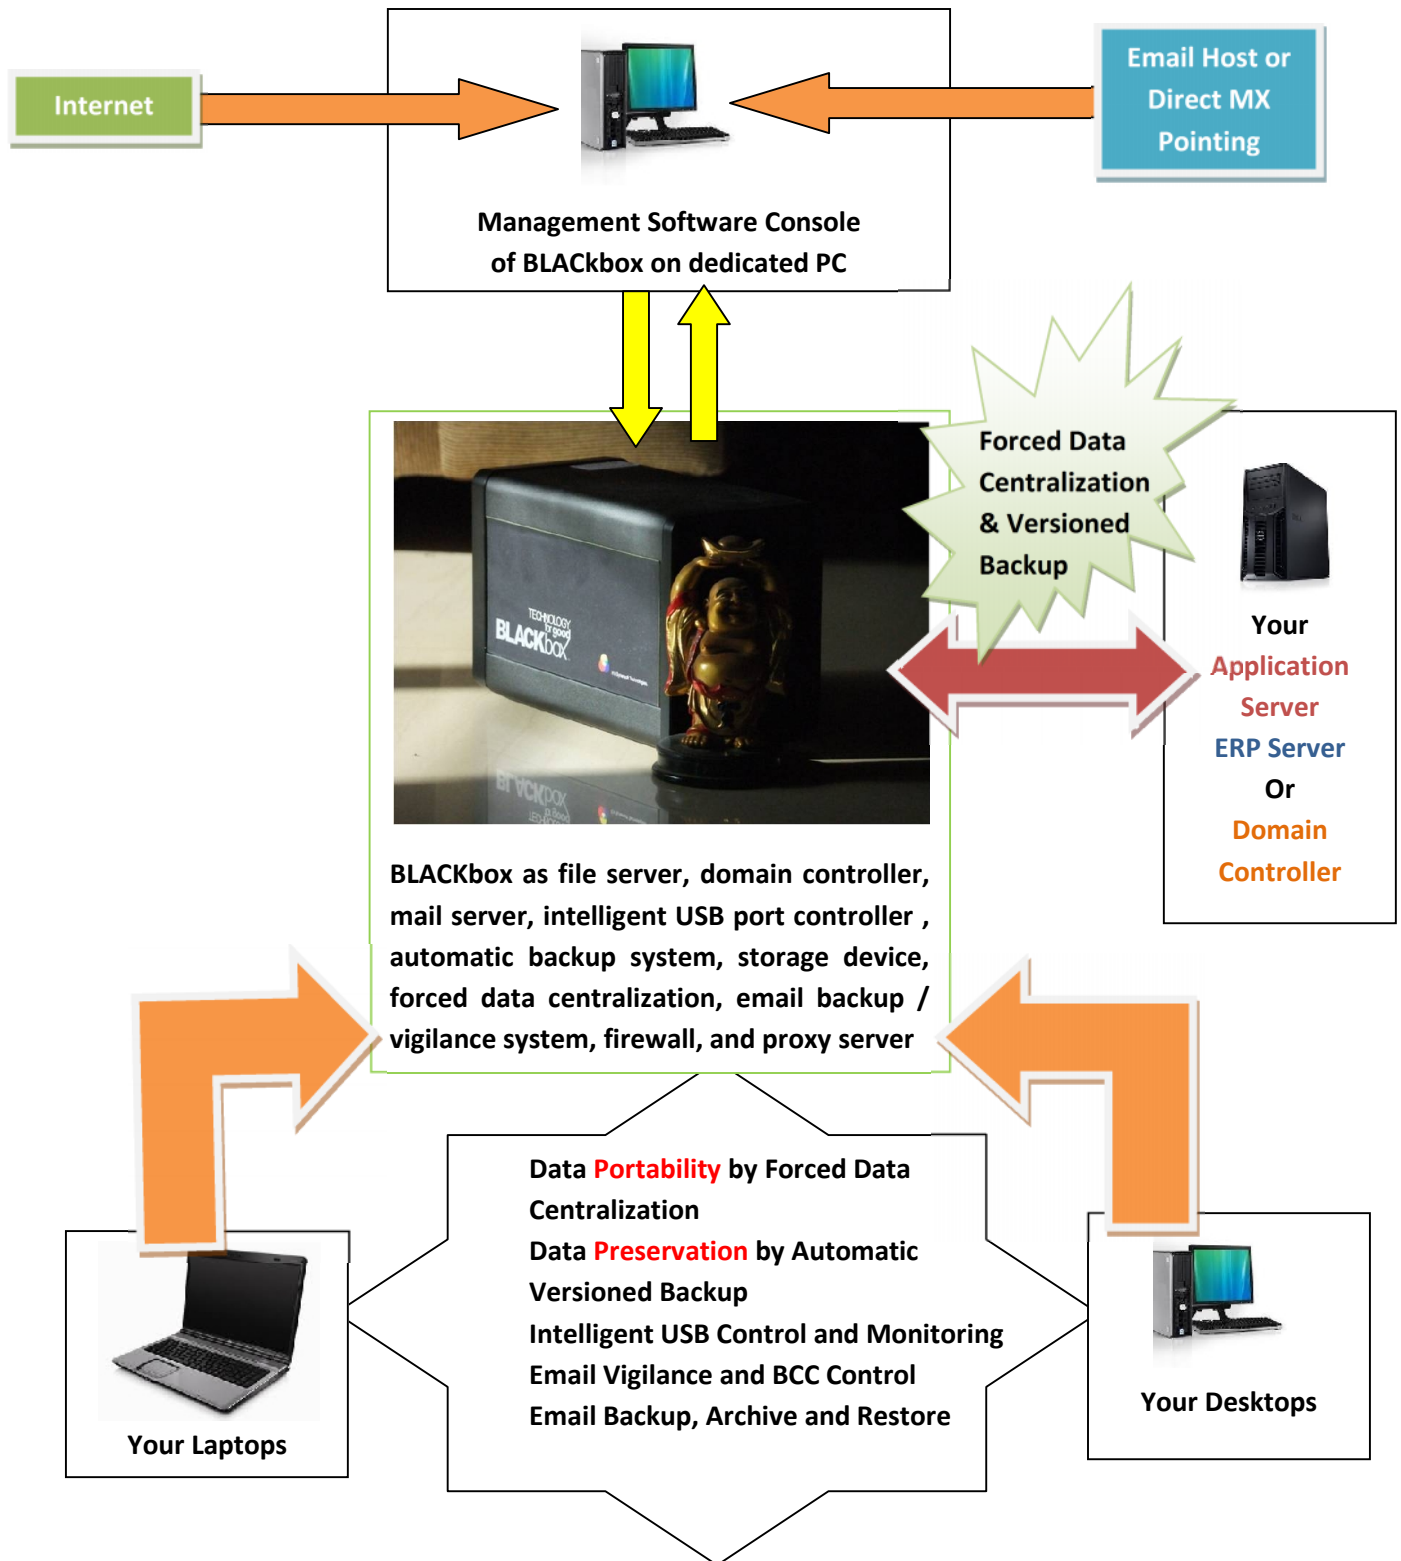 Internet
Email Host or
Direct MX
Pointing
Management Software Console
of BLACkbox on dedicated PC
Forced Data
Centralization
& Versioned
Backup
TECHNOLOGY
for good
BLACKbox
Your
Application
Server
ERP Server
Or
Domain
Controller
BLACKbox as file server, domain controller,
mail server, intelligent USB port controller ,
automatic backup system, storage device,
forced data centralization, email backup /
vigilance system, firewall, and proxy server
Data Portability by Forced Data
Centralization
Data Preservation by Automatic
Versioned Backup
Intelligent USB Control and Monitoring
Email Vigilance and BCC Control
Email Backup, Archive and Restore
Your Laptops
Your Desktops